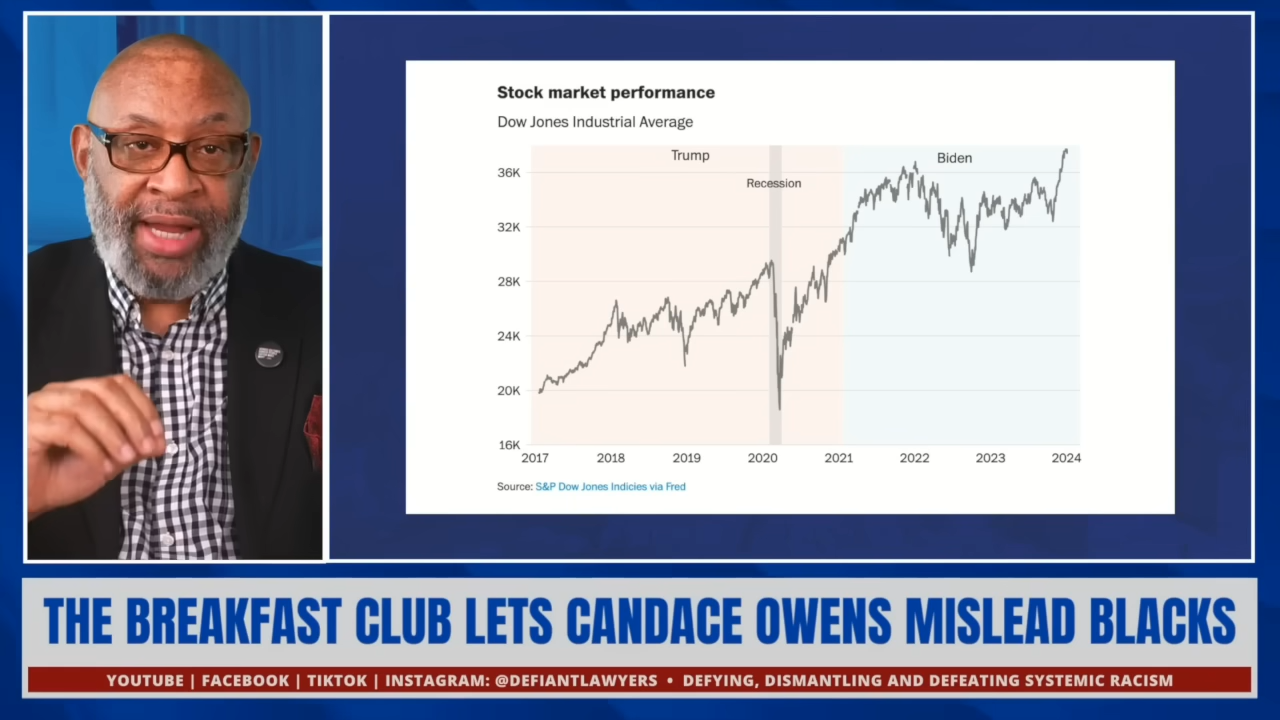 Stock market performance
Dow Jones Industrial Average
Trump
Biden
Recession
36K
32K
28K
24K
20K
16K
2017 2018 2019 2020 2021 2022 2023 2024
Source: S&P Dow Jones Indicies via Fred
THE BREAKFAST CLUB LETS CANDACE OWENS MISLEAD BLACKS
YOUTUBE | FACEBOOK | TIKTOK | INSTAGRAM: @DEFIANTLAWYERS • DEFYING, DISMANTLING AND DEFEATING SYSTEMIC RACISM